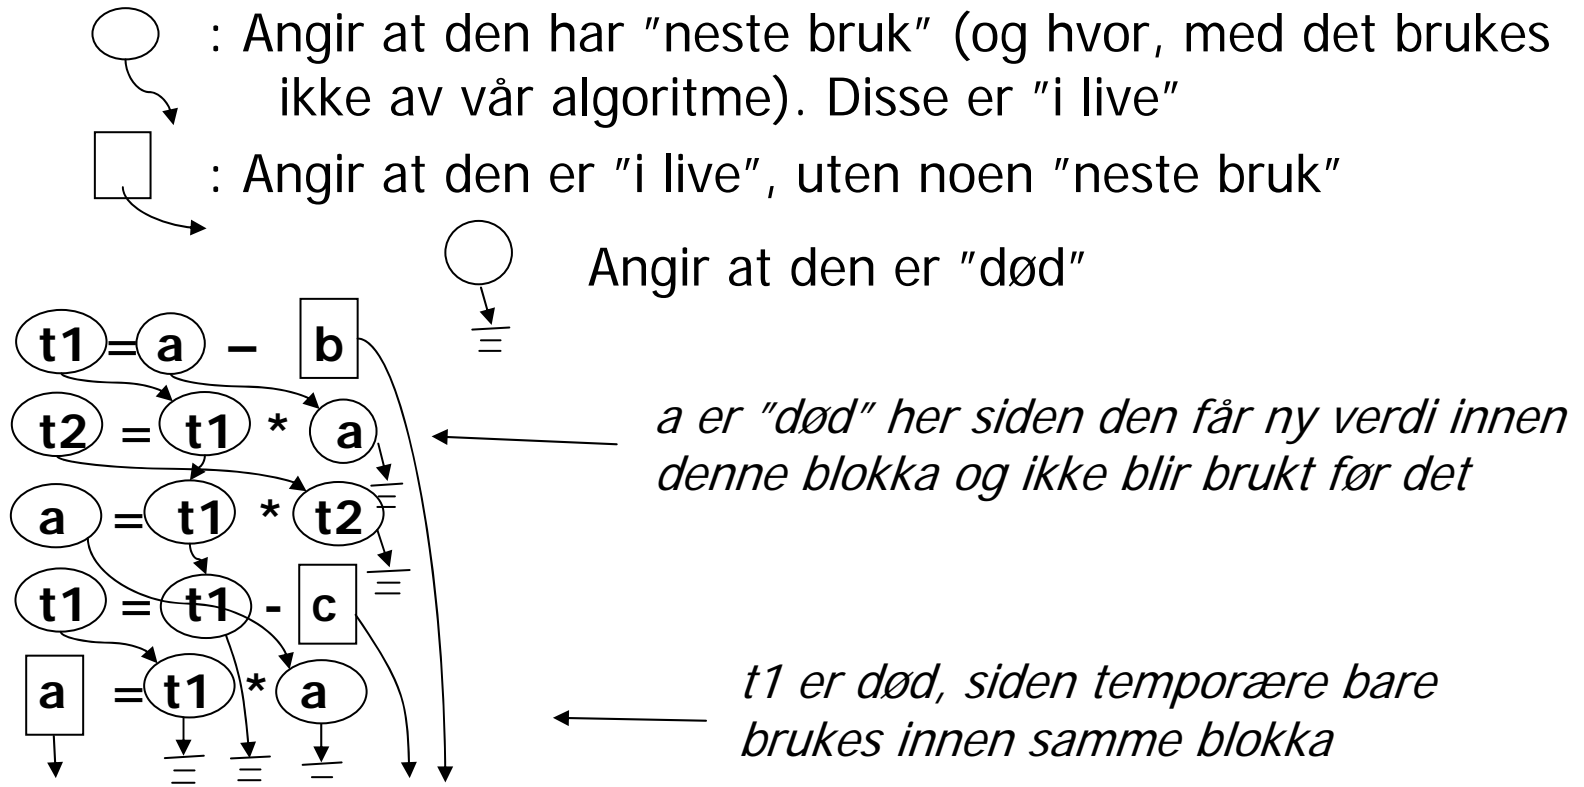 : Angir at den har "neste bruk" (og hvor, med det brukes
ikke av vår algoritme). Disse er "i live"
: Angir at den er "i live", uten noen "neste bruk"
Angir at den er "død"
t1 = a – b
t2 = t1 * a
a = t1 * t2
t1 = t1 - c
a = t1 * a
a er "død" her siden den får ny verdi innen
denne blokka og ikke blir brukt før det
t1 er død, siden temporære bare
brukes innen samme blokka